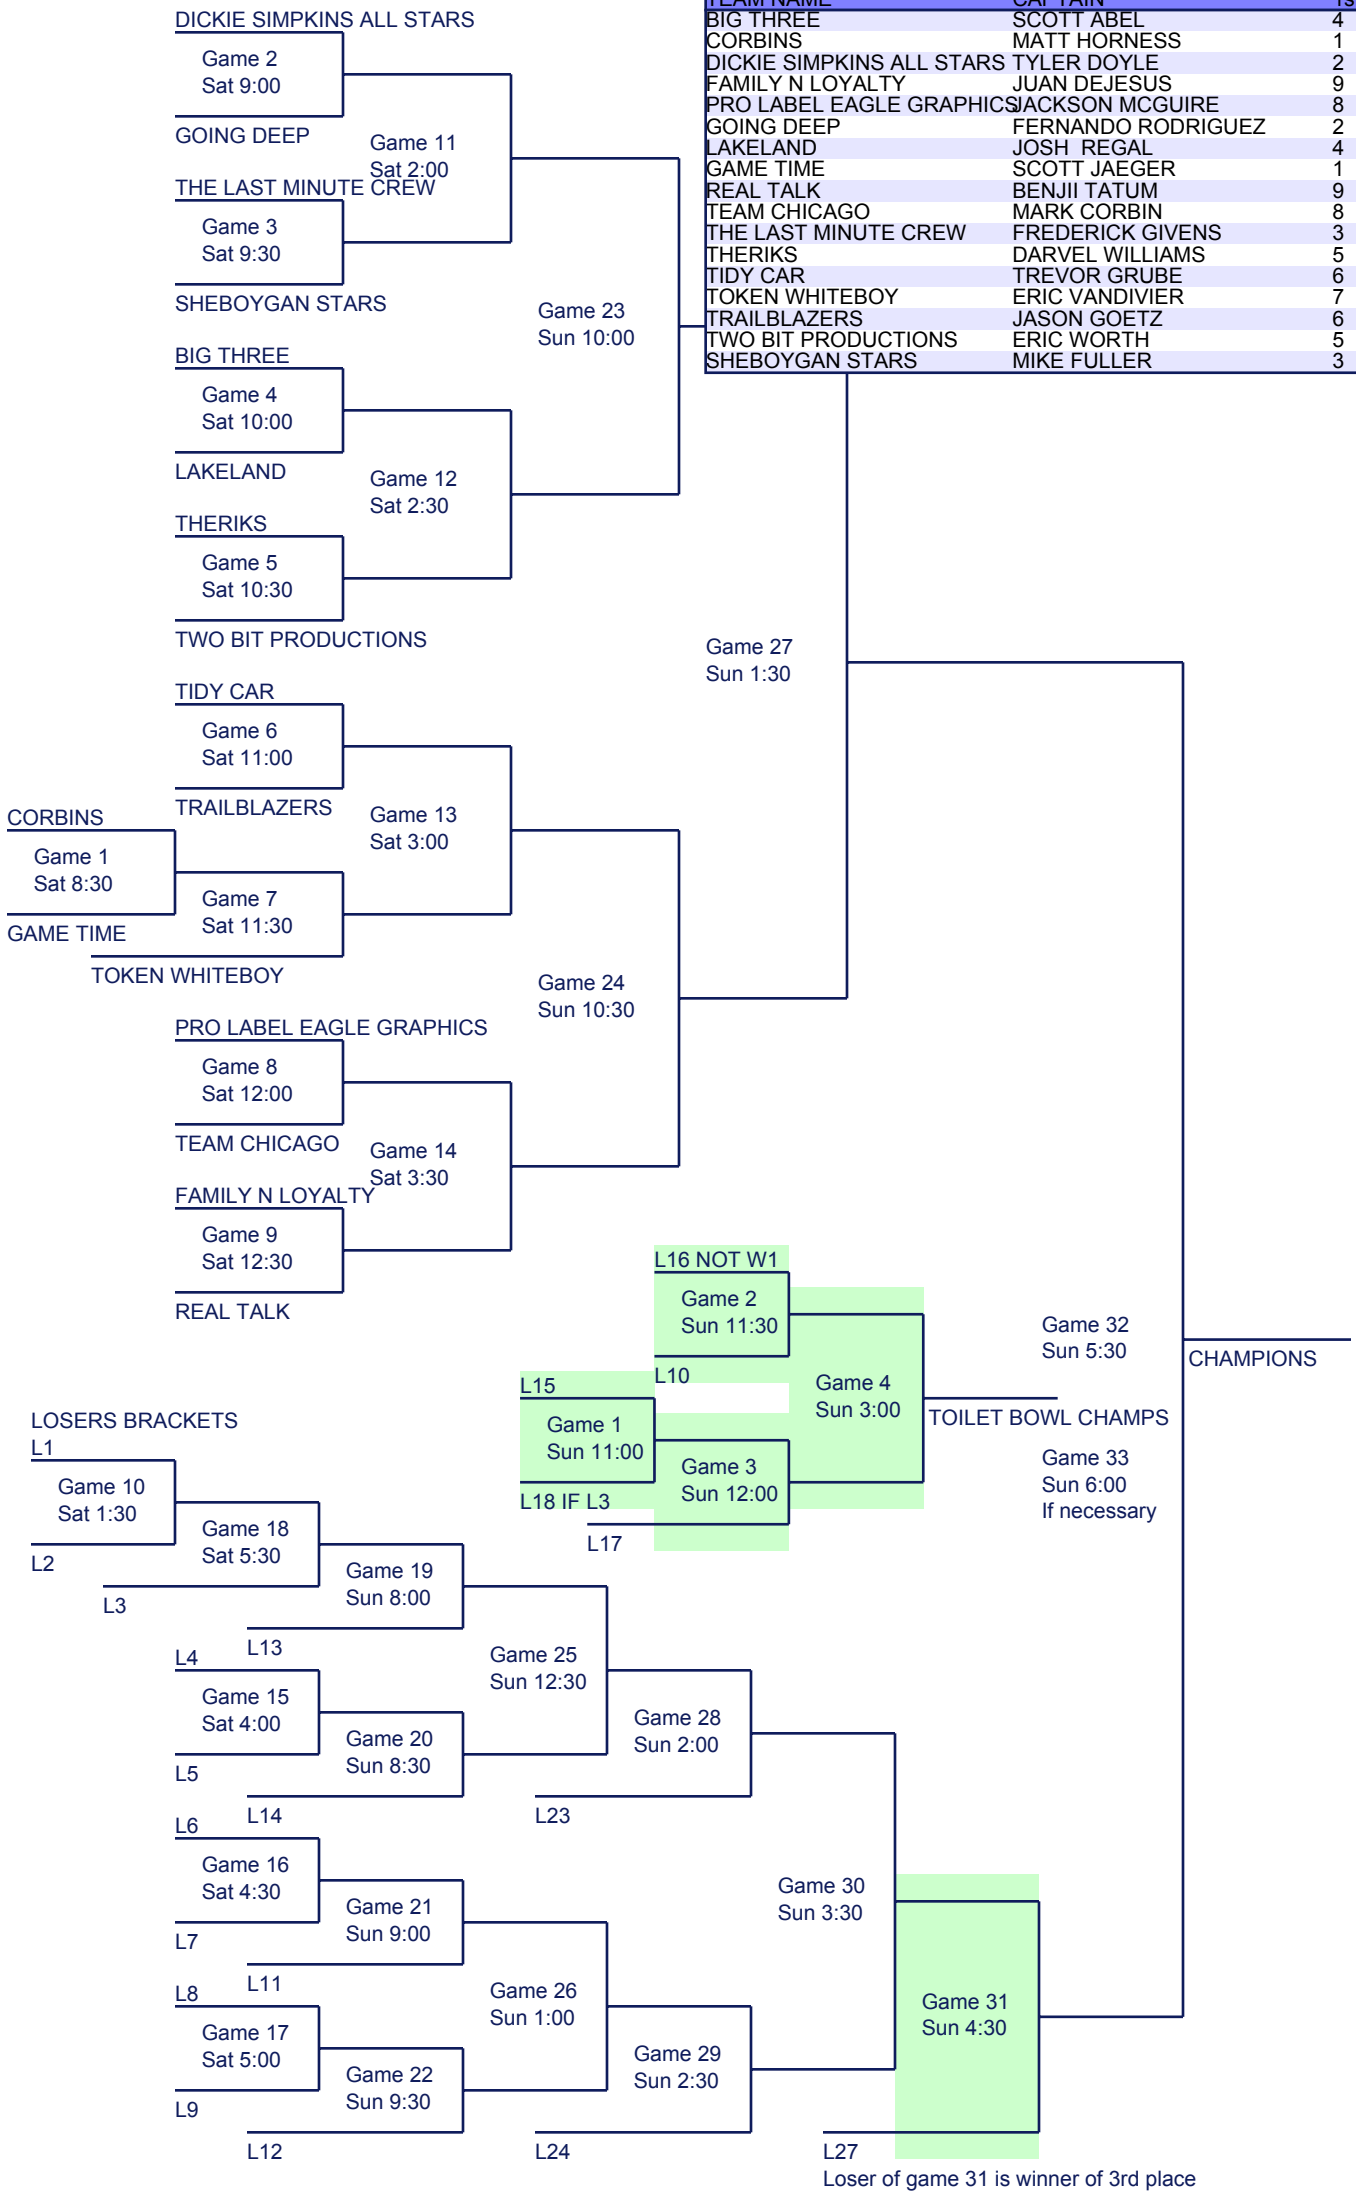 DICKIE SIMPKINS ALL STARS
Game 2
Sat 9:00
GOING DEEP
Game 11
Sat 2:00
THE LAST MINUTE CREW
Game 3
Sat 9:30
SHEBOYGAN STARS
Game 23
Sun 10:00
BIG THREE
Game 4
Sat 10:00
LAKELAND
Game 12
Sat 2:30
THERIKS
Game 5
Sat 10:30
TWO BIT PRODUCTIONS
TEAM NAME CAPTAIN
BIG THREE SCOTT ABEL 4
CORBINS MATT HORNESS 1
DICKIE SIMPKINS ALL STARS TYLER DOYLE 2
FAMILY N LOYALTY JUAN DEJESUS 9
PRO LABEL EAGLE GRAPHICS JACKSON MCGUIRE 8
GOING DEEP FERNANDO RODRIGUEZ 2
LAKELAND JOSH REGAL 4
GAME TIME SCOTT JAEGER 1
REAL TALK BENJII TATUM 9
TEAM CHICAGO MARK CORBIN 8
THE LAST MINUTE CREW FREDERICK GIVENS 3
THERIKS DARVEL WILLIAMS 5
TIDY CAR TREVOR GRUBE 6
TOKEN WHITEBOY ERIC VANDIVIER 7
TRAILBLAZERS JASON GOETZ 6
TWO BIT PRODUCTIONS ERIC WORTH 5
SHEBOYGAN STARS MIKE FULLER 3
Game 27
Sun 1:30
TIDY CAR
Game 6
Sat 11:00
TRAILBLAZERS
Game 13
Sat 3:00
CORBINS
Game 1
Sat 8:30
GAME TIME
Game 7
Sat 11:30
TOKEN WHITEBOY
Game 24
Sun 10:30
PRO LABEL EAGLE GRAPHICS
Game 8
Sat 12:00
TEAM CHICAGO
Game 14
Sat 3:30
FAMILY N LOYALTY
Game 9
Sat 12:30
REAL TALK
L16 NOT W1
Game 2
Sun 11:30
L10
L15
Game 1
Sun 11:00
L18 IF L3
Game 3
Sun 12:00
L17
Game 4
Sun 3:00
TOILET BOWL CHAMPS
Game 32
Sun 5:30
CHAMPIONS
Game 33
Sun 6:00
If necessary
LOSERS BRACKETS
L1
Game 10
Sat 1:30
L2
Game 18
Sat 5:30
L3
Game 19
Sun 8:00
L13
L4
Game 15
Sat 4:00
L5
Game 20
Sun 8:30
L14
Game 25
Sun 12:30
Game 28
Sun 2:00
L23
L6
Game 16
Sat 4:30
L7
Game 21
Sun 9:00
L11
L8
Game 17
Sat 5:00
L9
Game 22
Sun 9:30
L12
Game 26
Sun 1:00
Game 29
Sun 2:30
L24
Game 30
Sun 3:30
Game 31
Sun 4:30
L27
Loser of game 31 is winner of 3rd place